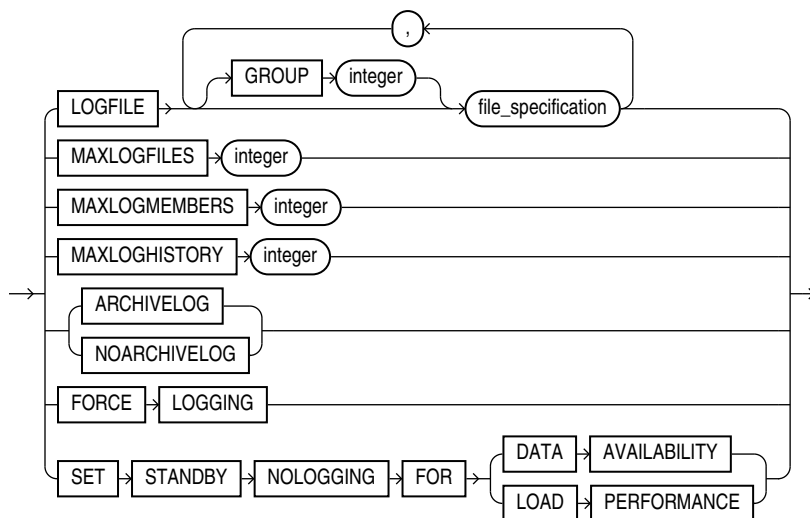 ,
GROUP integer
LOGFILE file_specification
MAXLOGFILES integer
MAXLOGMEMBERS integer
MAXLOGHISTORY integer
ARCHIVELOG
NOARCHIVELOG
FORCE LOGGING
DATA AVAILABILITY
SET STANDBY NOLOGGING FOR
LOAD PERFORMANCE